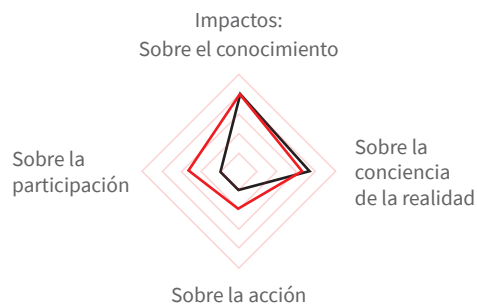 Impactos:
Sobre el conocimiento
Sobre la
participación
Sobre la
conciencia
de la realidad
Sobre la acción